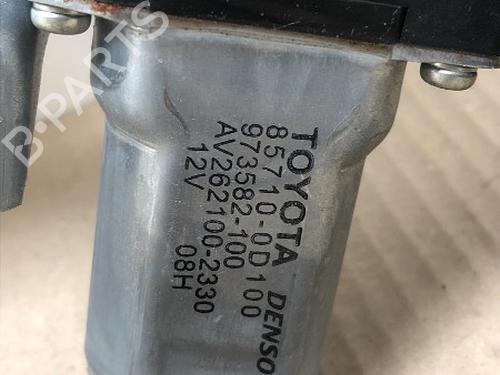 B-PARTS
TOYOTA DENSO
85710-0D100
973582-100
AV262100-2330
12V 08H